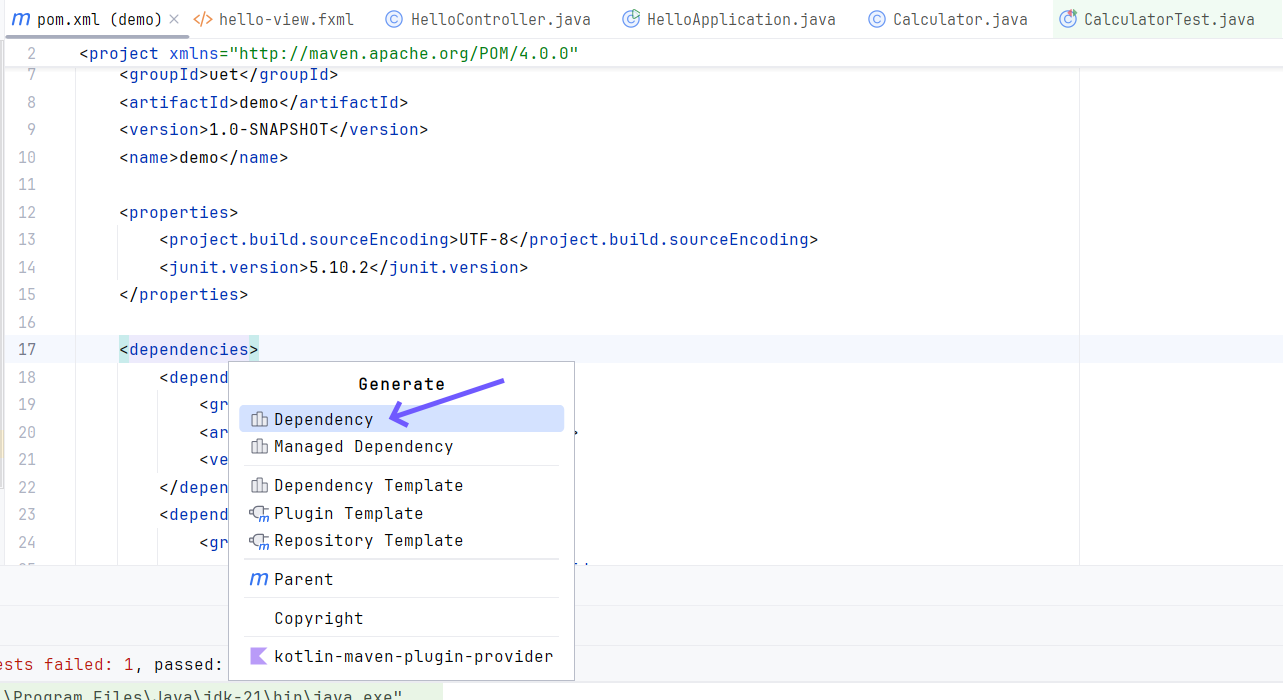 m pom.xml (demo) × </> hello-view.fxml © HelloController.java © HelloApplication.java © Calculator.java © CalculatorTest.java
2 <project xmlns="http://maven.apache.org/POM/4.0.0"
7 <groupId>uet</groupId>
8 <artifactId>demo</artifactId>
9 <version>1.0-SNAPSHOT</version>
10 <name>demo</name>
11
12 <properties>
13 <project.build.sourceEncoding>UTF-8</project.build.sourceEncoding>
14 <junit.version>5.10.2</junit.version>
15 </properties>
16
17 <dependencies>
18 <depend
19 <gr
20 <ar >
21 <ve
22 </depen
23 <depend
24 <gr
Generate
Dependency
Managed Dependency
Dependency Template
Plugin Template
Repository Template
m Parent
Copyright
kotlin-maven-plugin-provider
ests failed: 1, passed:
\Program Files\Java\jdk-21\bin\java.exe"